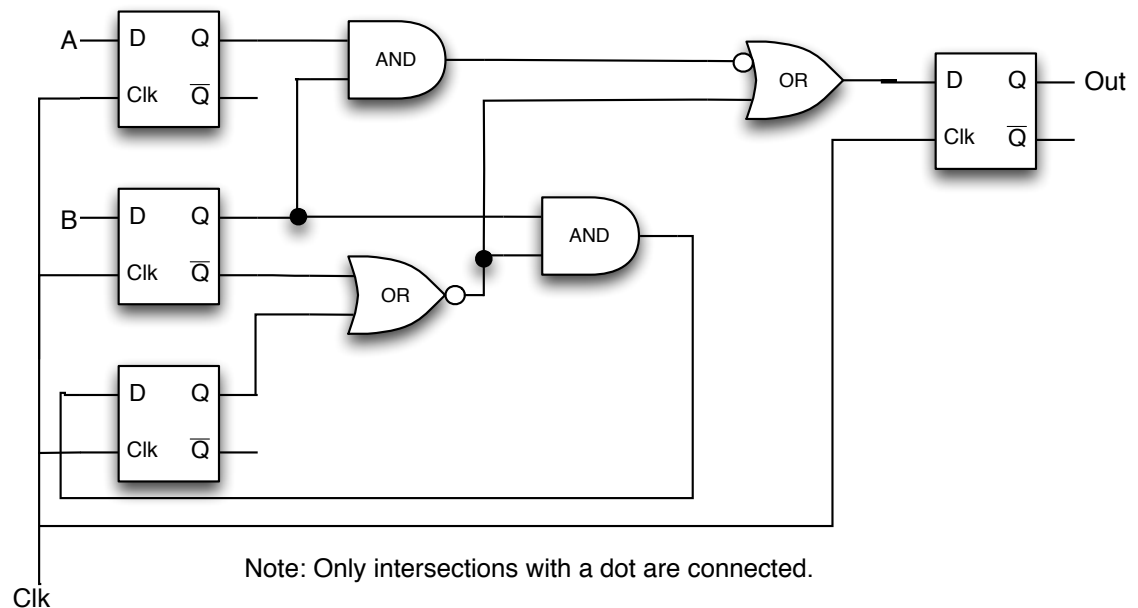 A
D Q
AND
OR
Clk Q̅
D Q
Out
Clk Q̅
B
D Q
AND
Clk Q̅
OR
D Q
Clk Q̅
Note: Only intersections with a dot are connected.
Clk